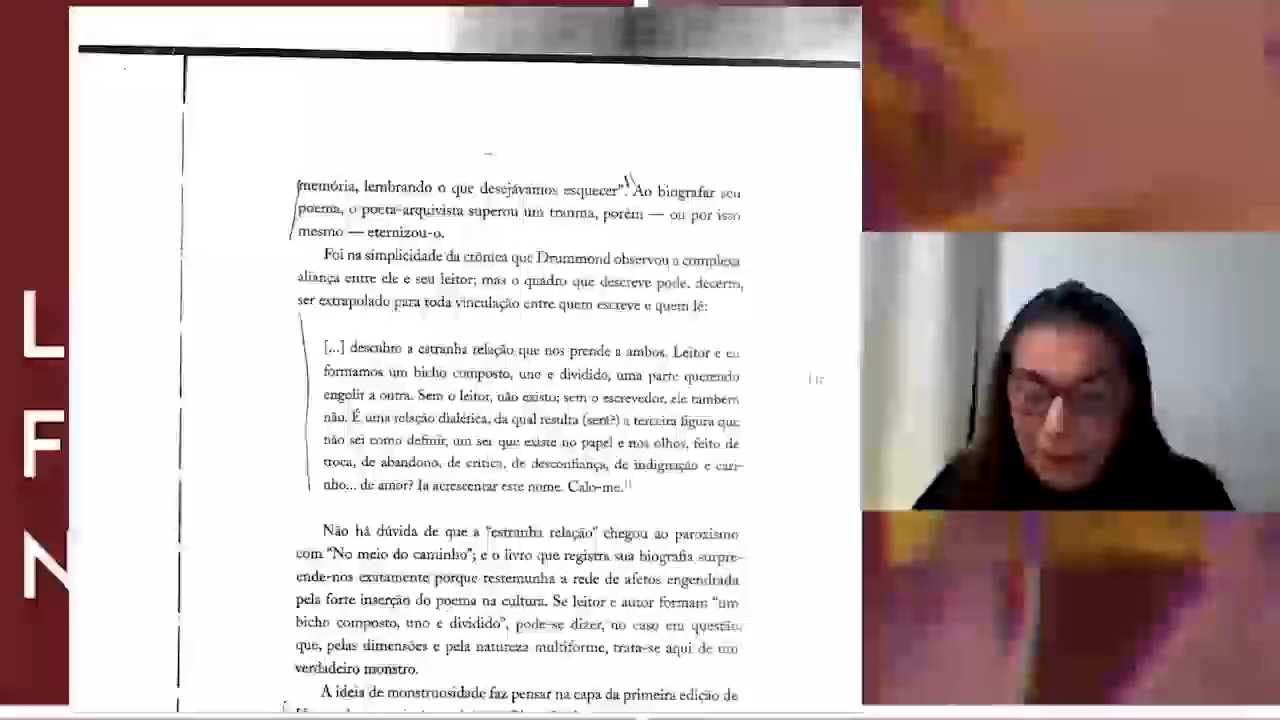 L
F
N
memória, lembrando o que desejávamos esquecer". Ao biografar seu
poema, o poeta-arquivista superou um trauma, porém — ou por isso
mesmo — eternizou-o.
Foi na simplicidade da crônica que Drummond observou a complexa
aliança entre ele e seu leitor; mas o quadro que descreve pode, decerto,
ser extrapolado para toda vinculação entre quem escreve e quem lê:
[...] descubro a estranha relação que nos prende a ambos. Leitor e eu
formamos um bicho composto, uno e dividido, uma parte querendo
engolir a outra. Sem o leitor, não existo; sem o escrevedor, ele também
não. É uma relação dialética, da qual resulta (será?) a terceira figura que
não sei como definir, um ser que existe no papel e nos olhos, feito de
troca, de abandono, de crítica, de desconfiança, de indignação e cari-
nho... de amor? Ia acrescentar este nome. Calo-me.
Não há dúvida de que a "estranha relação" chegou ao paroxismo
com "No meio do caminho"; e o livro que registra sua biografia surpre-
ende-nos exatamente porque testemunha a rede de afetos engendrada
pela forte inserção do poema na cultura. Se leitor e autor formam "um
bicho composto, uno e dividido", pode-se dizer, no caso em questão,
que, pelas dimensões e pela natureza multiforme, trata-se aqui de um
verdadeiro monstro.
A ideia de monstruosidade faz pensar na capa da primeira edição de